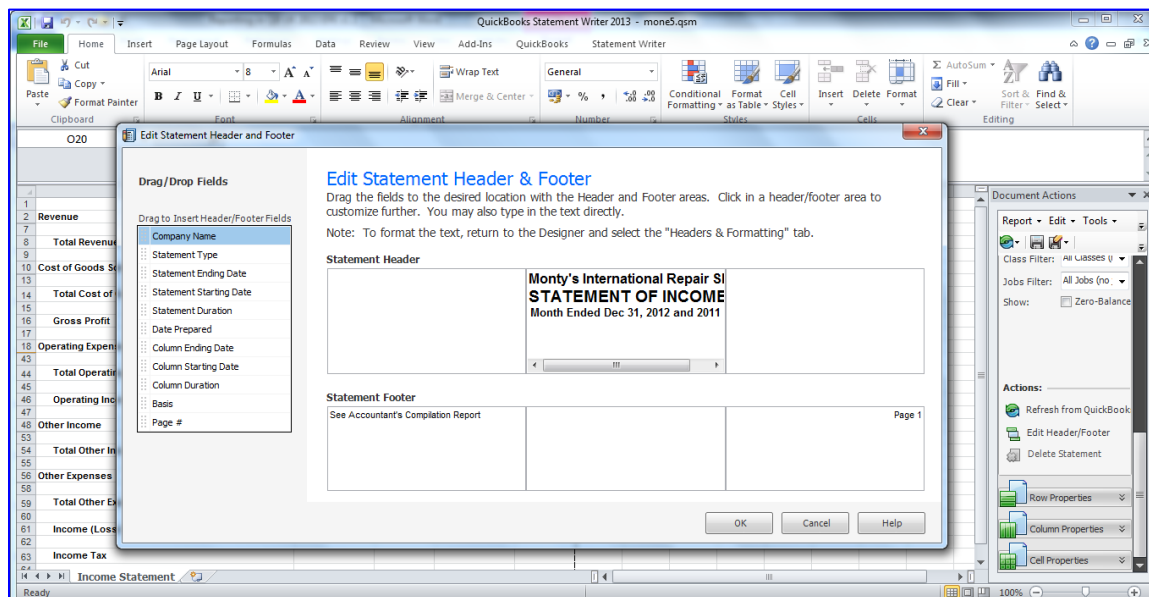 QuickBooks Statement Writer 2013 - mone5.qsm
File Home Insert Page Layout Formulas Data Review View Add-Ins QuickBooks Statement Writer
Cut
Copy
Format Painter
Paste
Clipboard
Arial 8
B I U
Font
Wrap Text
Merge & Center
Alignment
General
Number
Conditional Formatting
Format as Table
Cell Styles
Styles
Insert Delete Format
Cells
AutoSum
Fill
Clear
Sort & Filter
Find & Select
Editing
O20
Edit Statement Header and Footer
Drag/Drop Fields
Drag to Insert Header/Footer Fields
Company Name
Statement Type
Statement Ending Date
Statement Starting Date
Statement Duration
Date Prepared
Column Ending Date
Column Starting Date
Column Duration
Basis
Page #
Edit Statement Header & Footer
Drag the fields to the desired location with the Header and Footer areas. Click in a header/footer area to
customize further. You may also type in the text directly.
Note: To format the text, return to the Designer and select the "Headers & Formatting" tab.
Statement Header
Monty's International Repair S
STATEMENT OF INCOME
Month Ended Dec 31, 2012 and 2011
Statement Footer
See Accountant's Compilation Report
Page 1
OK Cancel Help
1
2 Revenue
7
8 Total Revenue
9
10 Cost of Goods S
13
14 Total Cost of
15
16 Gross Profit
17
18 Operating Expen
43
44 Total Operatin
45
46 Operating Inc
47
48 Other Income
53
54 Total Other In
55
56 Other Expenses
58
59 Total Other Ex
60
61 Income (Loss
62
63 Income Tax
Document Actions
Report Edit Tools
Class Filter: All Classes (
Jobs Filter: All Jobs (no
Show: Zero-Balance
Actions:
Refresh from QuickBook
Edit Header/Footer
Delete Statement
Row Properties
Column Properties
Cell Properties
Income Statement
Ready
100%